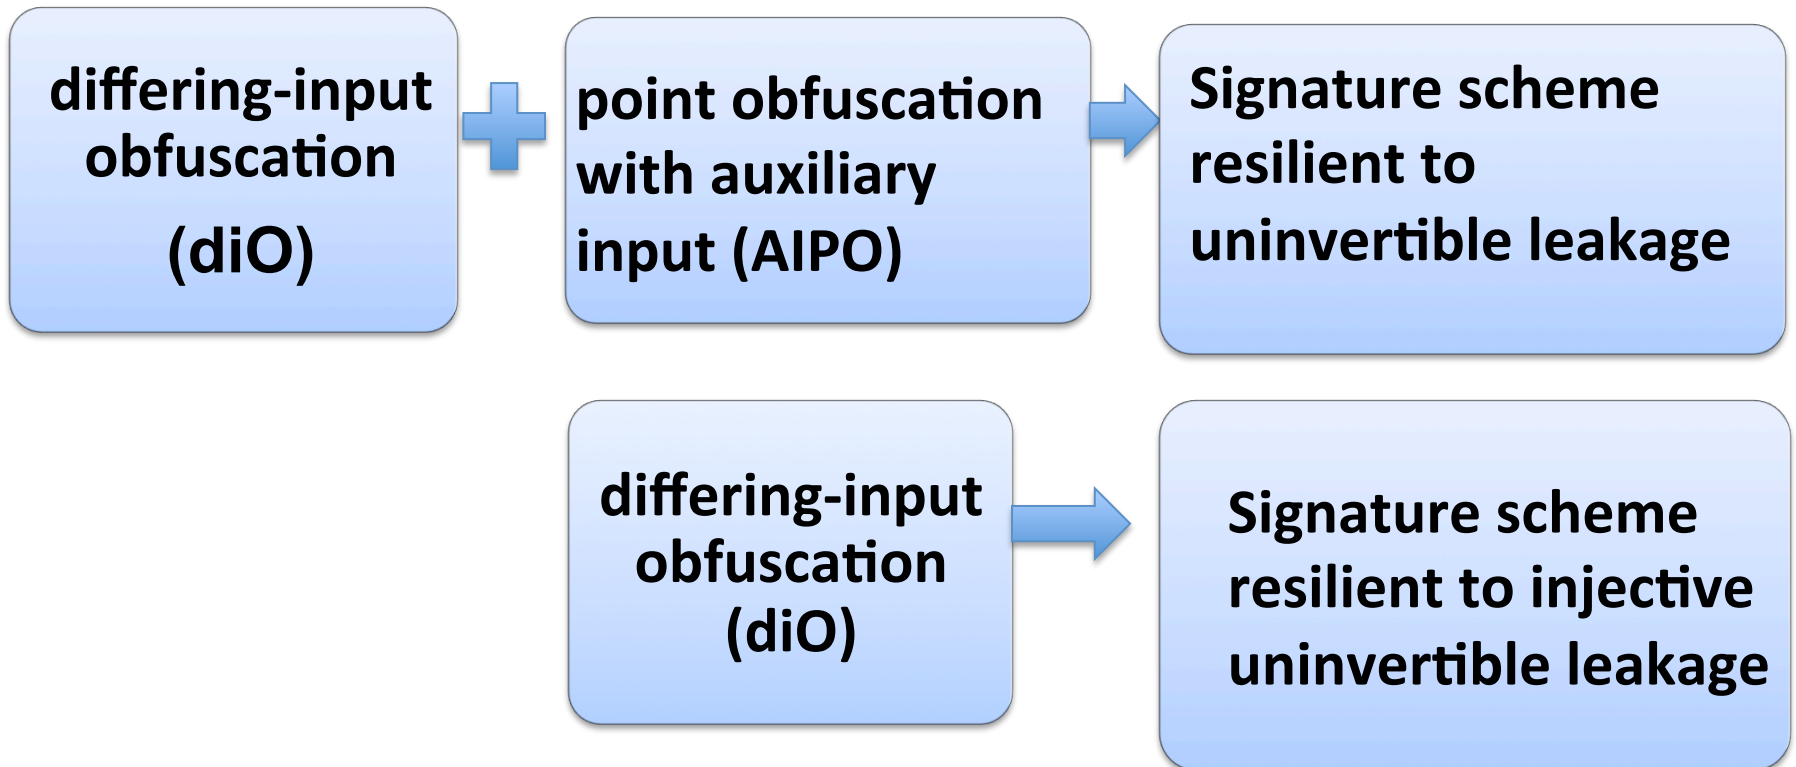 differing-input
obfuscation
(diO)
point obfuscation
with auxiliary
input (AIPO)
Signature scheme
resilient to
uninvertible leakage
differing-input
obfuscation
(diO)
Signature scheme
resilient to injective
uninvertible leakage